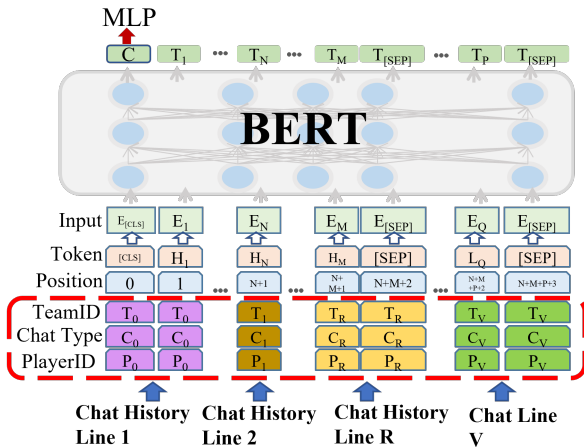 MLP
C T1 ... TN ... TM T[SEP] ... TP T[SEP]
BERT
Input E[CLS] E1 EN EM E[SEP] EQ E[SEP]
Token [CLS] H1 HN HM [SEP] LQ [SEP]
Position 0 1 ... N+1 ... N+M+1 N+M+2 ... N+M+P+2 N+M+P+3
TeamID T0 T0 T1 TR TR TV TV
Chat Type C0 C0 C1 CR CR CV CV
PlayerID P0 P0 P1 PR PR PV PV
Chat History Chat History Chat History Chat Line
Line 1 Line 2 Line R V